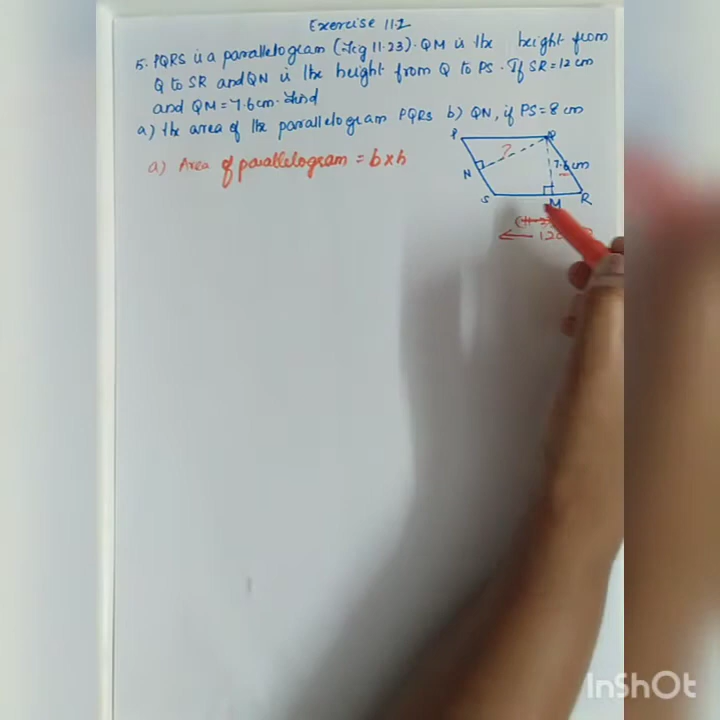 Exercise 11.1
5. PQRS is a parallelogram (Fig 11.23). QM is the height from
Q to SR and QN is the height from Q to PS. If SR = 12 cm
and QM = 7.6 cm. Find
a) the area of the parallelogram PQRS b) QN, if PS = 8 cm
a) Area of parallelogram = b x h
P
?
7.6 cm
N
S
M
R
InShOt